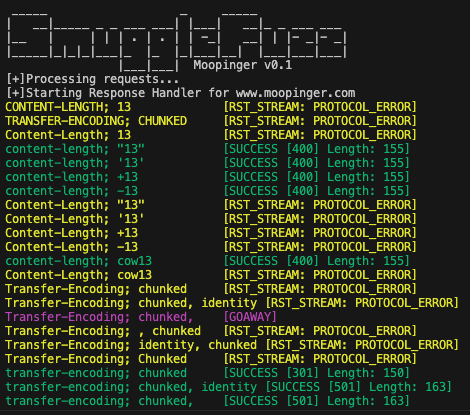 SmuggleFuzz
Moopinger v0.1
[+]Processing requests...
[+]Starting Response Handler for www.moopinger.com
CONTENT-LENGTH; 13 [RST_STREAM: PROTOCOL_ERROR]
TRANSFER-ENCODING; CHUNKED [RST_STREAM: PROTOCOL_ERROR]
Content-Length; 13 [RST_STREAM: PROTOCOL_ERROR]
content-length; "13" [SUCCESS [400] Length: 155]
content-length; '13' [SUCCESS [400] Length: 155]
content-length; +13 [SUCCESS [400] Length: 155]
content-length; -13 [SUCCESS [400] Length: 155]
Content-Length; "13" [RST_STREAM: PROTOCOL_ERROR]
Content-Length; '13' [RST_STREAM: PROTOCOL_ERROR]
Content-Length; +13 [RST_STREAM: PROTOCOL_ERROR]
Content-Length; -13 [RST_STREAM: PROTOCOL_ERROR]
content-length; cow13 [SUCCESS [400] Length: 155]
Content-Length; cow13 [RST_STREAM: PROTOCOL_ERROR]
Transfer-Encoding; chunked [RST_STREAM: PROTOCOL_ERROR]
Transfer-Encoding; chunked, identity [RST_STREAM: PROTOCOL_ERROR]
Transfer-Encoding; chunked, [GOAWAY]
Transfer-Encoding; , chunked [RST_STREAM: PROTOCOL_ERROR]
Transfer-Encoding; identity, chunked [RST_STREAM: PROTOCOL_ERROR]
Transfer-Encoding; Chunked [RST_STREAM: PROTOCOL_ERROR]
transfer-encoding; chunked [SUCCESS [301] Length: 150]
transfer-encoding; chunked, identity [SUCCESS [501] Length: 163]
transfer-encoding; chunked, [SUCCESS [501] Length: 163]